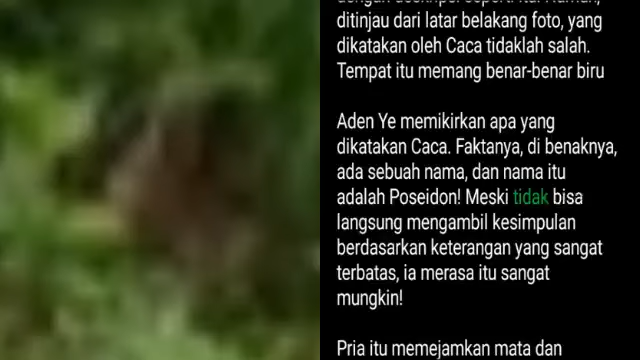 ditinjau dari latar belakang foto, yang
dikatakan oleh Caca tidaklah salah.
Tempat itu memang benar-benar biru
Aden Ye memikirkan apa yang
dikatakan Caca. Faktanya, di benaknya,
ada sebuah nama, dan nama itu
adalah Poseidon! Meski tidak bisa
langsung mengambil kesimpulan
berdasarkan keterangan yang sangat
terbatas, ia merasa itu sangat
mungkin!
Pria itu memejamkan mata dan